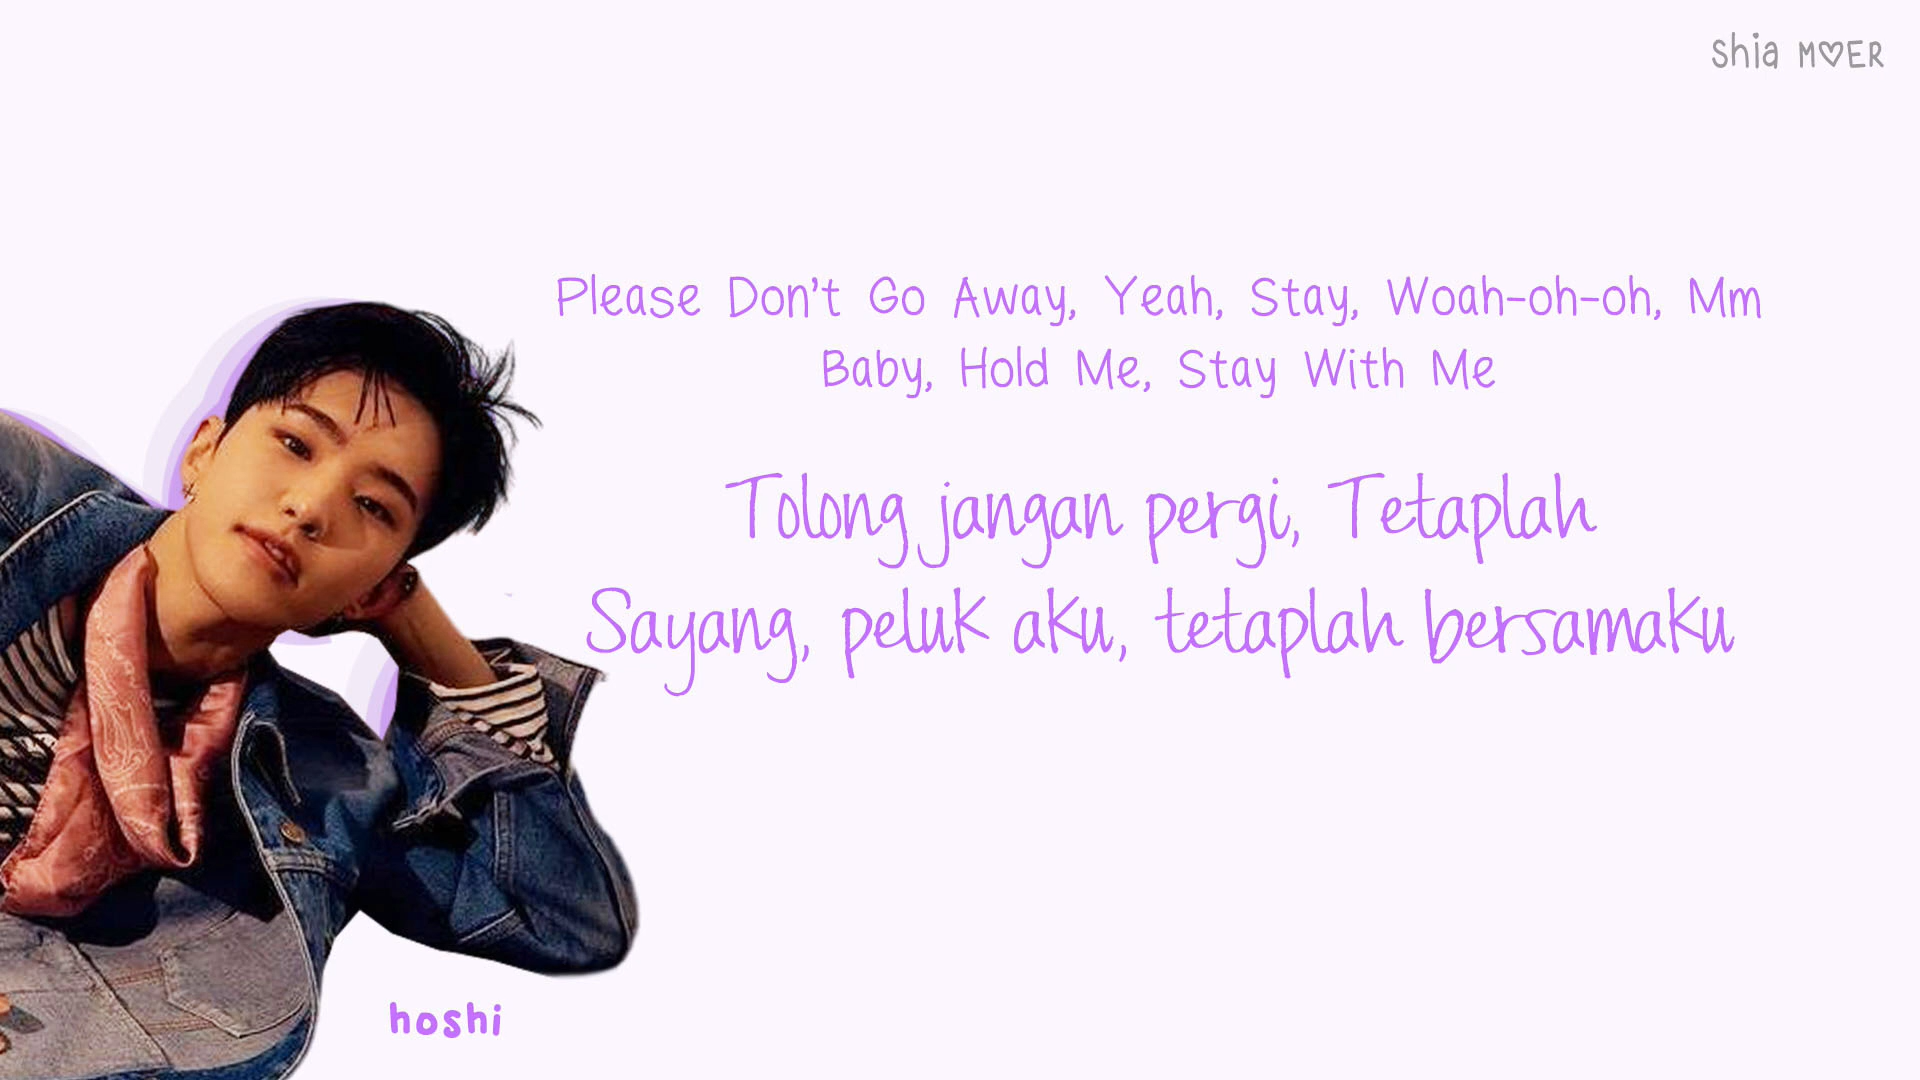 Shia M♡ER
Please Don't Go Away, Yeah, Stay, Woah-oh-oh, Mm
Baby, Hold Me, Stay With Me
Tolong jangan pergi, Tetaplah
Sayang, peluk aku, tetaplah bersamaku
hoshi